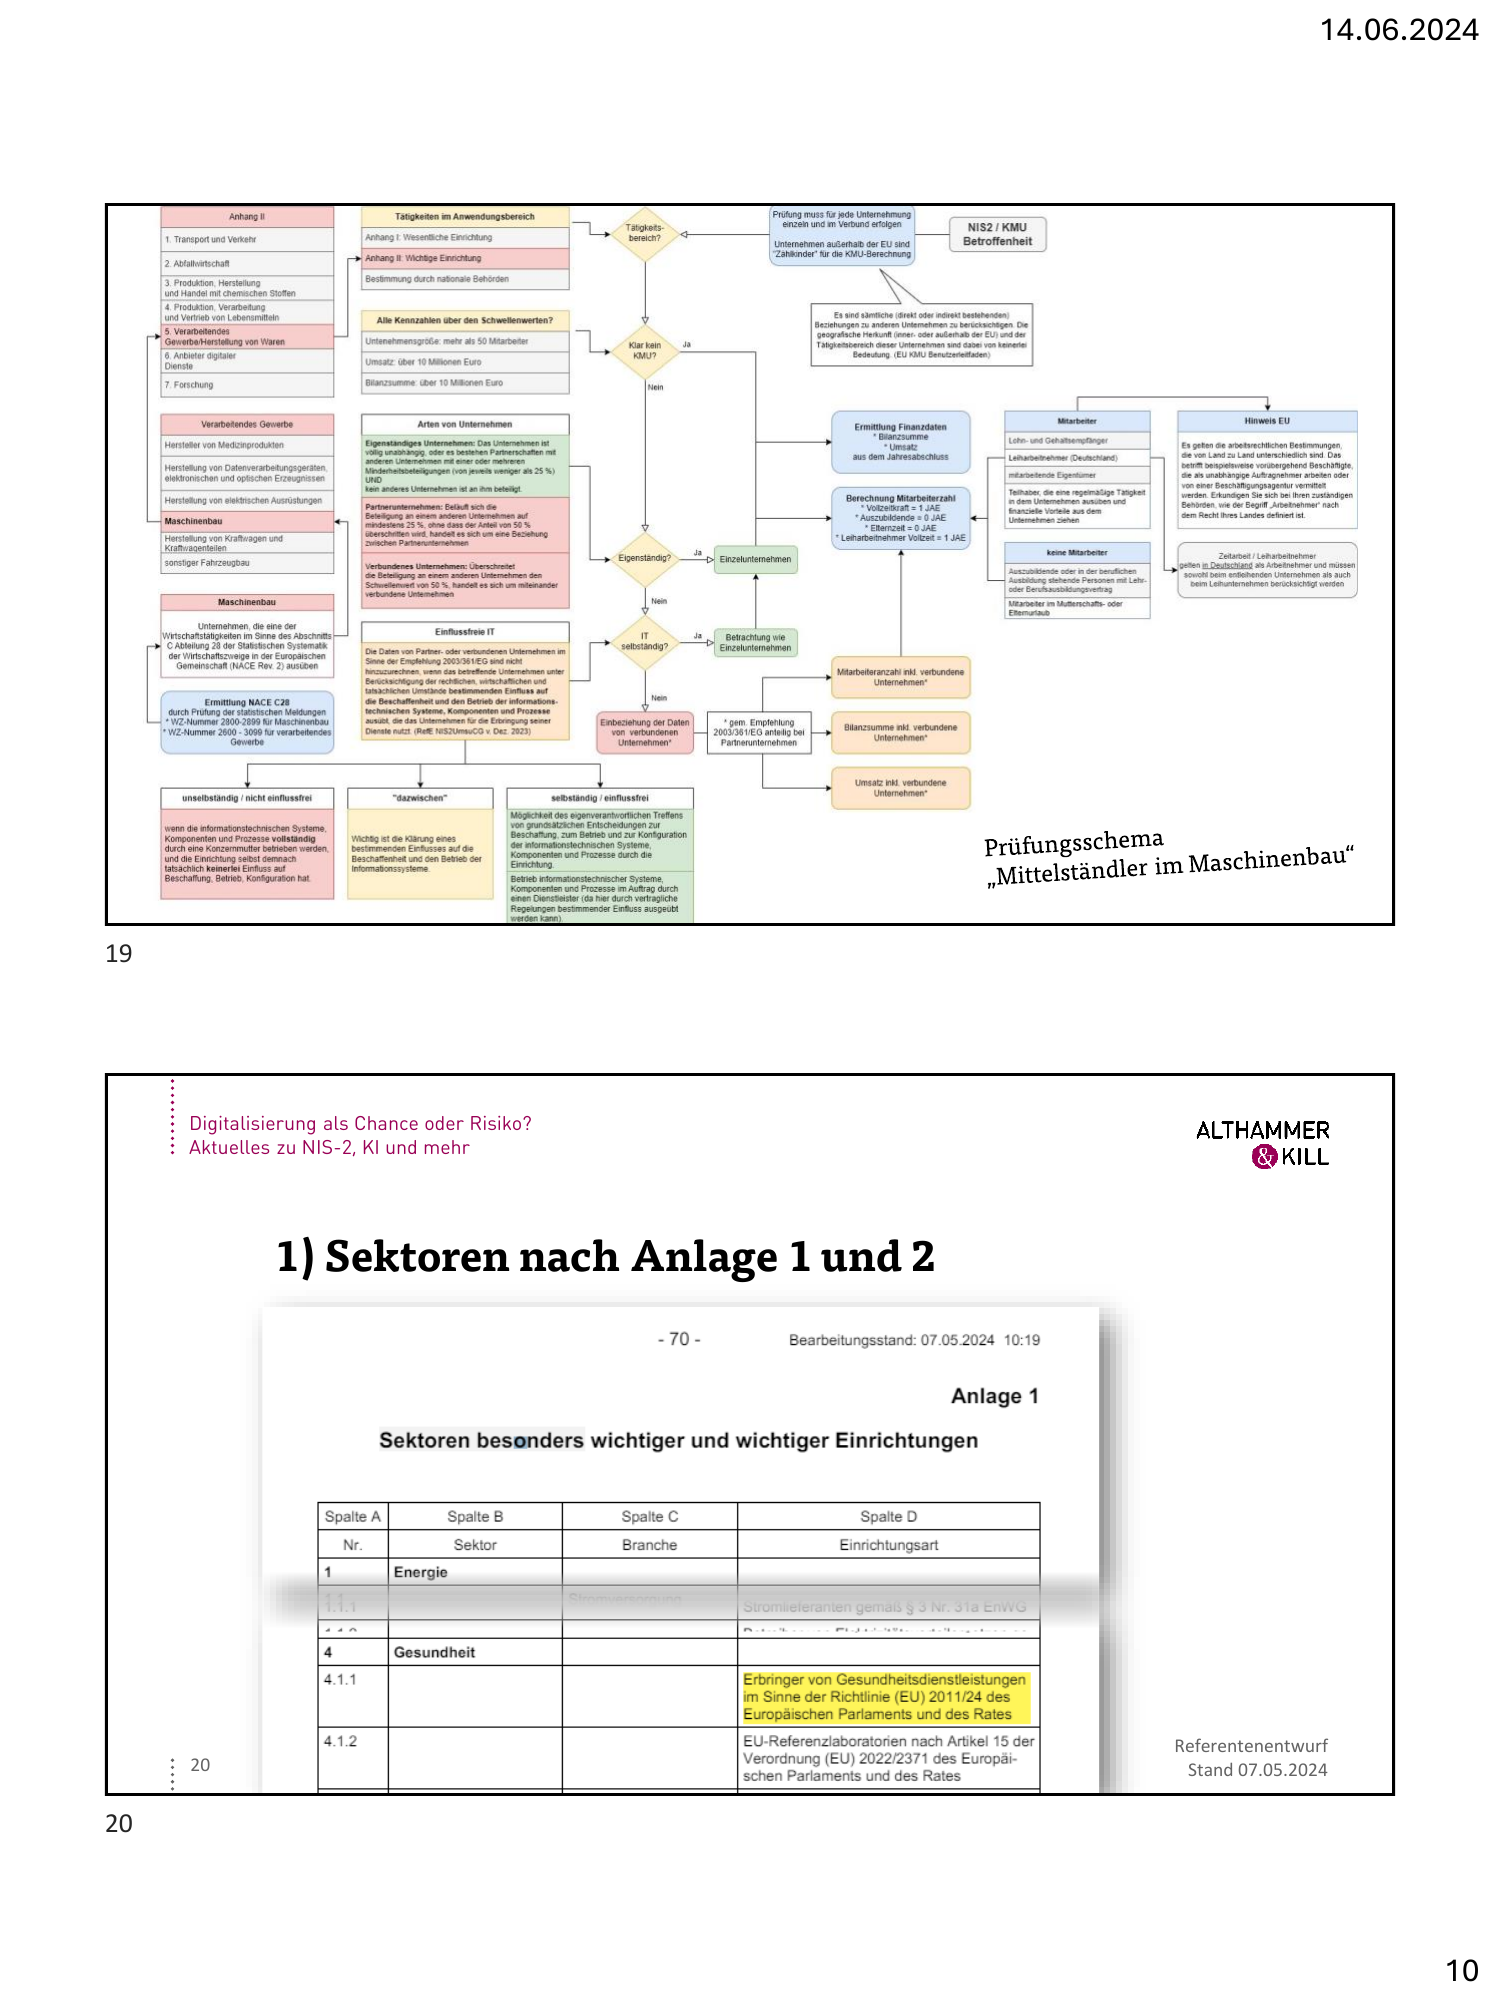 14.06.2024
Anhang II
1. Transport und Verkehr
2. Abfallwirtschaft
3. Produktion, Herstellung
und Handel mit chemischen Stoffen
4. Produktion, Verarbeitung
und Vertrieb von Lebensmitteln
5. Verarbeitendes
Gewerbe/Herstellung von Waren
6. Anbieter digitaler
Dienste
7. Forschung
Verarbeitendes Gewerbe
Hersteller von Medizinprodukten
Herstellung von Datenverarbeitungsgeräten,
elektronischen und optischen Erzeugnissen
Herstellung von elektrischen Ausrüstungen
Maschinenbau
Herstellung von Kraftwagen und
Kraftwagenteilen
sonstiger Fahrzeugbau
Maschinenbau
Unternehmen, die eine der
Wirtschaftstätigkeiten im Sinne des Abschnitts
C Abteilung 28 der Statistischen Systematik
der Wirtschaftszweige in der Europäischen
Gemeinschaft (NACE Rev. 2) ausüben
Ermittlung NACE C28
durch Prüfung der statistischen Meldungen
* WZ-Nummer 2800-2899 für Maschinenbau
* WZ-Nummer 2600 - 3099 für verarbeitendes
Gewerbe
Tätigkeiten im Anwendungsbereich
Anhang I: Wesentliche Einrichtung
Anhang II: Wichtige Einrichtung
Bestimmung durch nationale Behörden
Alle Kennzahlen über den Schwellenwerten?
Untenehmensgröße: mehr als 50 Mitarbeiter
Umsatz: über 10 Millionen Euro
Bilanzsumme: über 10 Millionen Euro
Arten von Unternehmen
Eigenständiges Unternehmen: Das Unternehmen ist
völlig unabhängig, oder es bestehen Partnerschaften mit
anderen Unternehmen mit einer oder mehreren
Minderheitsbeteiligungen (von jeweils weniger als 25 %)
UND
kein anderes Unternehmen ist an ihm beteiligt.
Partnerunternehmen: Beläuft sich die
Beteiligung an einem anderen Unternehmen auf
mindestens 25 %, ohne dass der Anteil von 50 %
überschritten wird, handelt es sich um eine Beziehung
zwischen Partnerunternehmen
Verbundenes Unternehmen: Überschreitet
die Beteiligung an einem anderen Unternehmen den
Schwellenwert von 50 %, handelt es sich um miteinander
verbundene Unternehmen
Einflussfreie IT
Die Daten von Partner- oder verbundenen Unternehmen im
Sinne der Empfehlung 2003/361/EG sind nicht
hinzuzurechnen, wenn das betreffende Unternehmen unter
Berücksichtigung der rechtlichen, wirtschaftlichen und
tatsächlichen Umstände bestimmenden Einfluss auf
die Beschaffenheit und den Betrieb der informations-
technischen Systeme, Komponenten und Prozesse
ausübt, die das Unternehmen für die Erbringung seiner
Dienste nutzt. (RefE NIS2UmsuCG v. Dez. 2023)
Tätigkeits-
bereich?
Klar kein
KMU?
Ja
Nein
Eigenständig?
Ja
Einzelunternehmen
Nein
IT
selbständig?
Ja
Betrachtung wie
Einzelunternehmen
Nein
Einbeziehung der Daten
von verbundenen
Unternehmen*
* gem. Empfehlung
2003/361/EG anteilig bei
Partnerunternehmen
Prüfung muss für jede Unternehmung
einzeln und im Verbund erfolgen
Unternehmen außerhalb der EU sind
"Zählkinder" für die KMU-Berechnung
NIS2 / KMU
Betroffenheit
Es sind sämtliche (direkt oder indirekt bestehenden)
Beziehungen zu anderen Unternehmen zu berücksichtigen. Die
geografische Herkunft (inner- oder außerhalb der EU) und der
Tätigkeitsbereich dieser Unternehmen sind dabei von keinerlei
Bedeutung. (EU KMU Benutzerleitfaden)
Ermittlung Finanzdaten
* Bilanzsumme
* Umsatz
aus dem Jahresabschluss
Berechnung Mitarbeiterzahl
* Vollzeitkraft = 1 JAE
* Auszubildende = 0 JAE
* Elternzeit = 0 JAE
* Leiharbeitnehmer Vollzeit = 1 JAE
Mitarbeiteranzahl inkl. verbundene
Unternehmen*
Bilanzsumme inkl. verbundene
Unternehmen*
Umsatz inkl. verbundene
Unternehmen*
Mitarbeiter
Lohn- und Gehaltsempfänger
Leiharbeitnehmer (Deutschland)
mitarbeitende Eigentümer
Teilhaber, die eine regelmäßige Tätigkeit
in dem Unternehmen ausüben und
finanzielle Vorteile aus dem
Unternehmen ziehen
keine Mitarbeiter
Auszubildende oder in der beruflichen
Ausbildung stehende Personen mit Lehr-
oder Berufsausbildungsvertrag
Mitarbeiter im Mutterschafts- oder
Elternurlaub
Hinweis EU
Es gelten die arbeitsrechtlichen Bestimmungen,
die von Land zu Land unterschiedlich sind. Das
betrifft beispielsweise vorübergehend Beschäftigte,
die als unabhängige Auftragnehmer arbeiten oder
von einer Beschäftigungsagentur vermittelt
werden. Erkundigen Sie sich bei Ihren zuständigen
Behörden, wie der Begriff „Arbeitnehmer" nach
dem Recht Ihres Landes definiert ist.
Zeitarbeit / Leiharbeitnehmer
gelten in Deutschland als Arbeitnehmer und müssen
sowohl beim entleihenden Unternehmen als auch
beim Leihunternehmen berücksichtigt werden
unselbständig / nicht einflussfrei
wenn die informationstechnischen Systeme,
Komponenten und Prozesse vollständig
durch eine Konzernmutter betrieben werden,
und die Einrichtung selbst demnach
tatsächlich keinerlei Einfluss auf
Beschaffung, Betrieb, Konfiguration hat.
"dazwischen"
Wichtig ist die Klärung eines
bestimmenden Einflusses auf die
Beschaffenheit und den Betrieb der
Informationssysteme.
selbständig / einflussfrei
Möglichkeit des eigenverantwortlichen Treffens
von grundsätzlichen Entscheidungen zur
Beschaffung, zum Betrieb und zur Konfiguration
der informationstechnischen Systeme,
Komponenten und Prozesse durch die
Einrichtung.
Betrieb informationstechnischer Systeme,
Komponenten und Prozesse im Auftrag durch
einen Dienstleister (da hier durch vertragliche
Regelungen bestimmender Einfluss ausgeübt
werden kann).
Prüfungsschema
„Mittelständler im Maschinenbau“
19
Digitalisierung als Chance oder Risiko?
Aktuelles zu NIS-2, KI und mehr
ALTHAMMER
& KILL
1) Sektoren nach Anlage 1 und 2
- 70 -
Bearbeitungsstand: 07.05.2024 10:19
Anlage 1
Sektoren besonders wichtiger und wichtiger Einrichtungen
Spalte A Spalte B Spalte C Spalte D
Nr. Sektor Branche Einrichtungsart
1 Energie
Stromversorgung
1.1.1 Stromlieferanten gemäß § 3 Nr. 31a EnWG
4 Gesundheit
4.1.1 Erbringer von Gesundheitsdienstleistungen
im Sinne der Richtlinie (EU) 2011/24 des
Europäischen Parlaments und des Rates
4.1.2 EU-Referenzlaboratorien nach Artikel 15 der
Verordnung (EU) 2022/2371 des Europäi-
schen Parlaments und des Rates
Referentenentwurf
Stand 07.05.2024
20
20
10